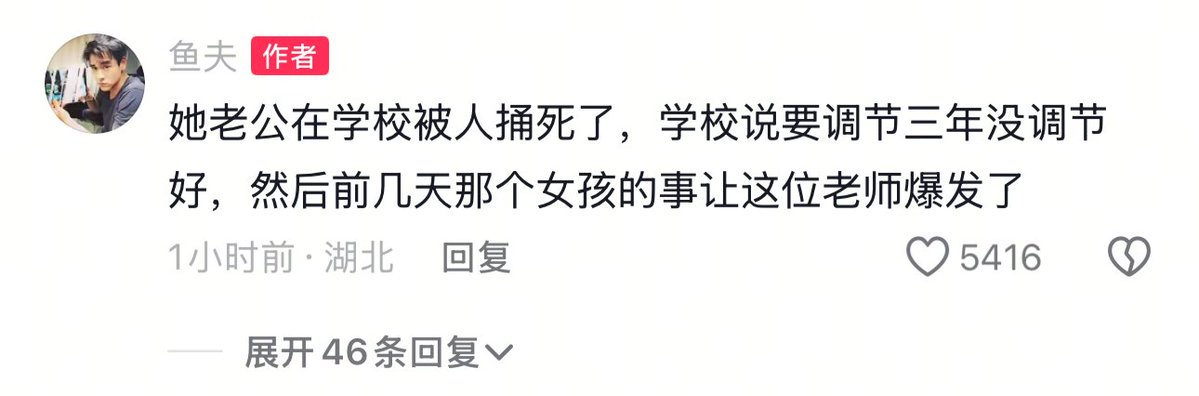 鱼夫 作者
她老公在学校被人捅死了，学校说要调节三年没调节
好，然后前几天那个女孩的事让这位老师爆发了
1小时前·湖北 回复 5416
展开46条回复